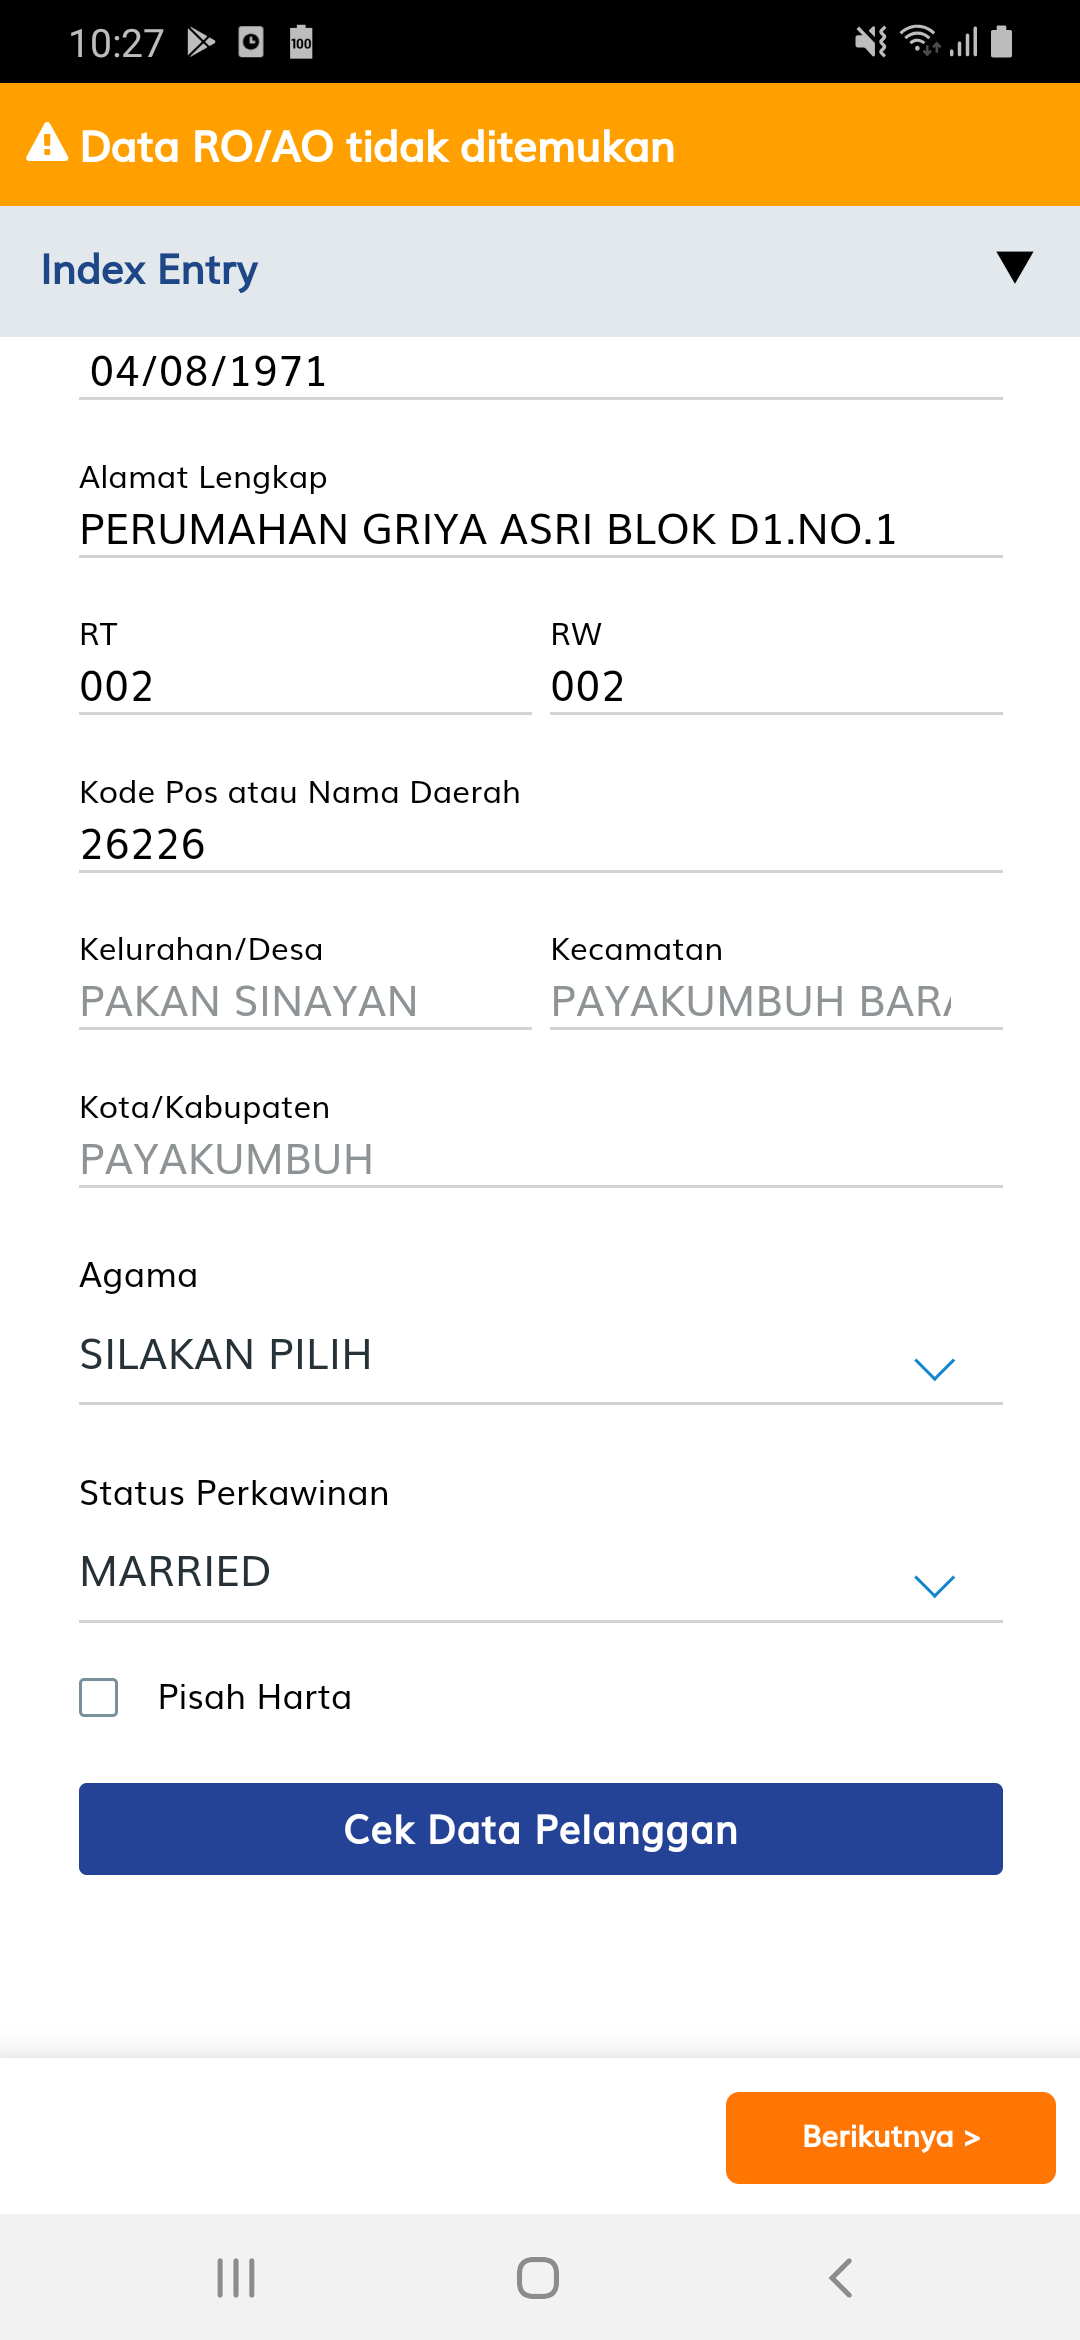 10:27
100
Data RO/AO tidak ditemukan
Index Entry
04/08/1971
Alamat Lengkap
PERUMAHAN GRIYA ASRI BLOK D1.NO.1
RT RW
002 002
Kode Pos atau Nama Daerah
26226
Kelurahan/Desa Kecamatan
PAKAN SINAYAN PAYAKUMBUH BARA
Kota/Kabupaten
PAYAKUMBUH
Agama
SILAKAN PILIH
Status Perkawinan
MARRIED
Pisah Harta
Cek Data Pelanggan
Berikutnya >